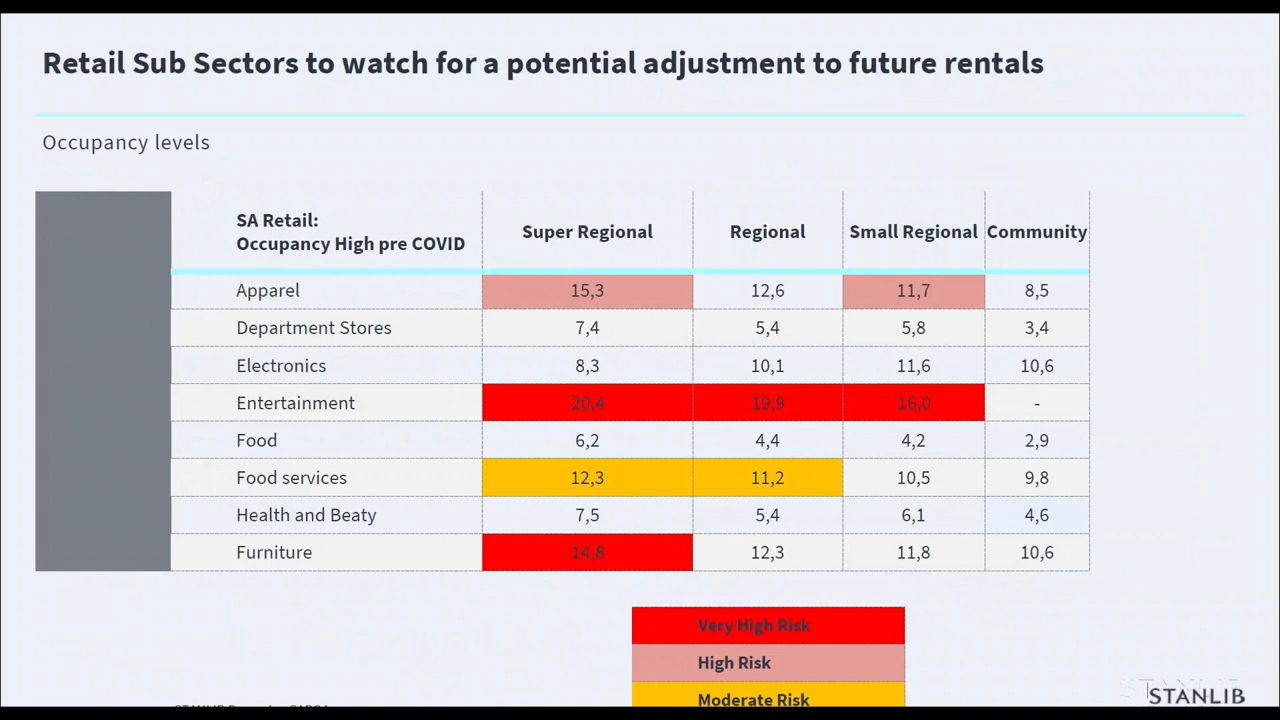 Retail Sub Sectors to watch for a potential adjustment to future rentals
Occupancy levels
SA Retail:
Occupancy High pre COVID Super Regional Regional Small Regional Community
Apparel 15,3 12,6 11,7 8,5
Department Stores 7,4 5,4 5,8 3,4
Electronics 8,3 10,1 11,6 10,6
Entertainment 20,4 19,9 16,0 -
Food 6,2 4,4 4,2 2,9
Food services 12,3 11,2 10,5 9,8
Health and Beaty 7,5 5,4 6,1 4,6
Furniture 14,8 12,3 11,8 10,6
Very High Risk
High Risk
Moderate Risk
STANLIB